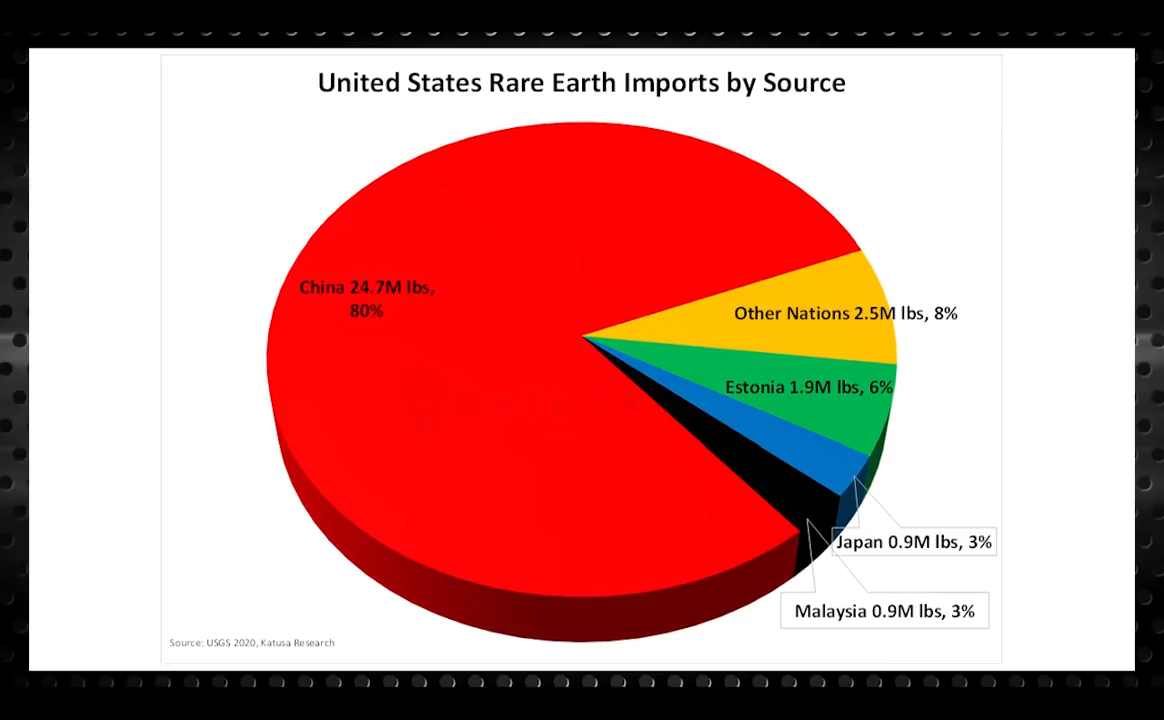 United States Rare Earth Imports by Source
China 24.7M lbs,
80%
Other Nations 2.5M lbs, 8%
Estonia 1.9M lbs, 6%
Japan 0.9M lbs, 3%
Malaysia 0.9M lbs, 3%
Source: USGS 2020, Katusa Research